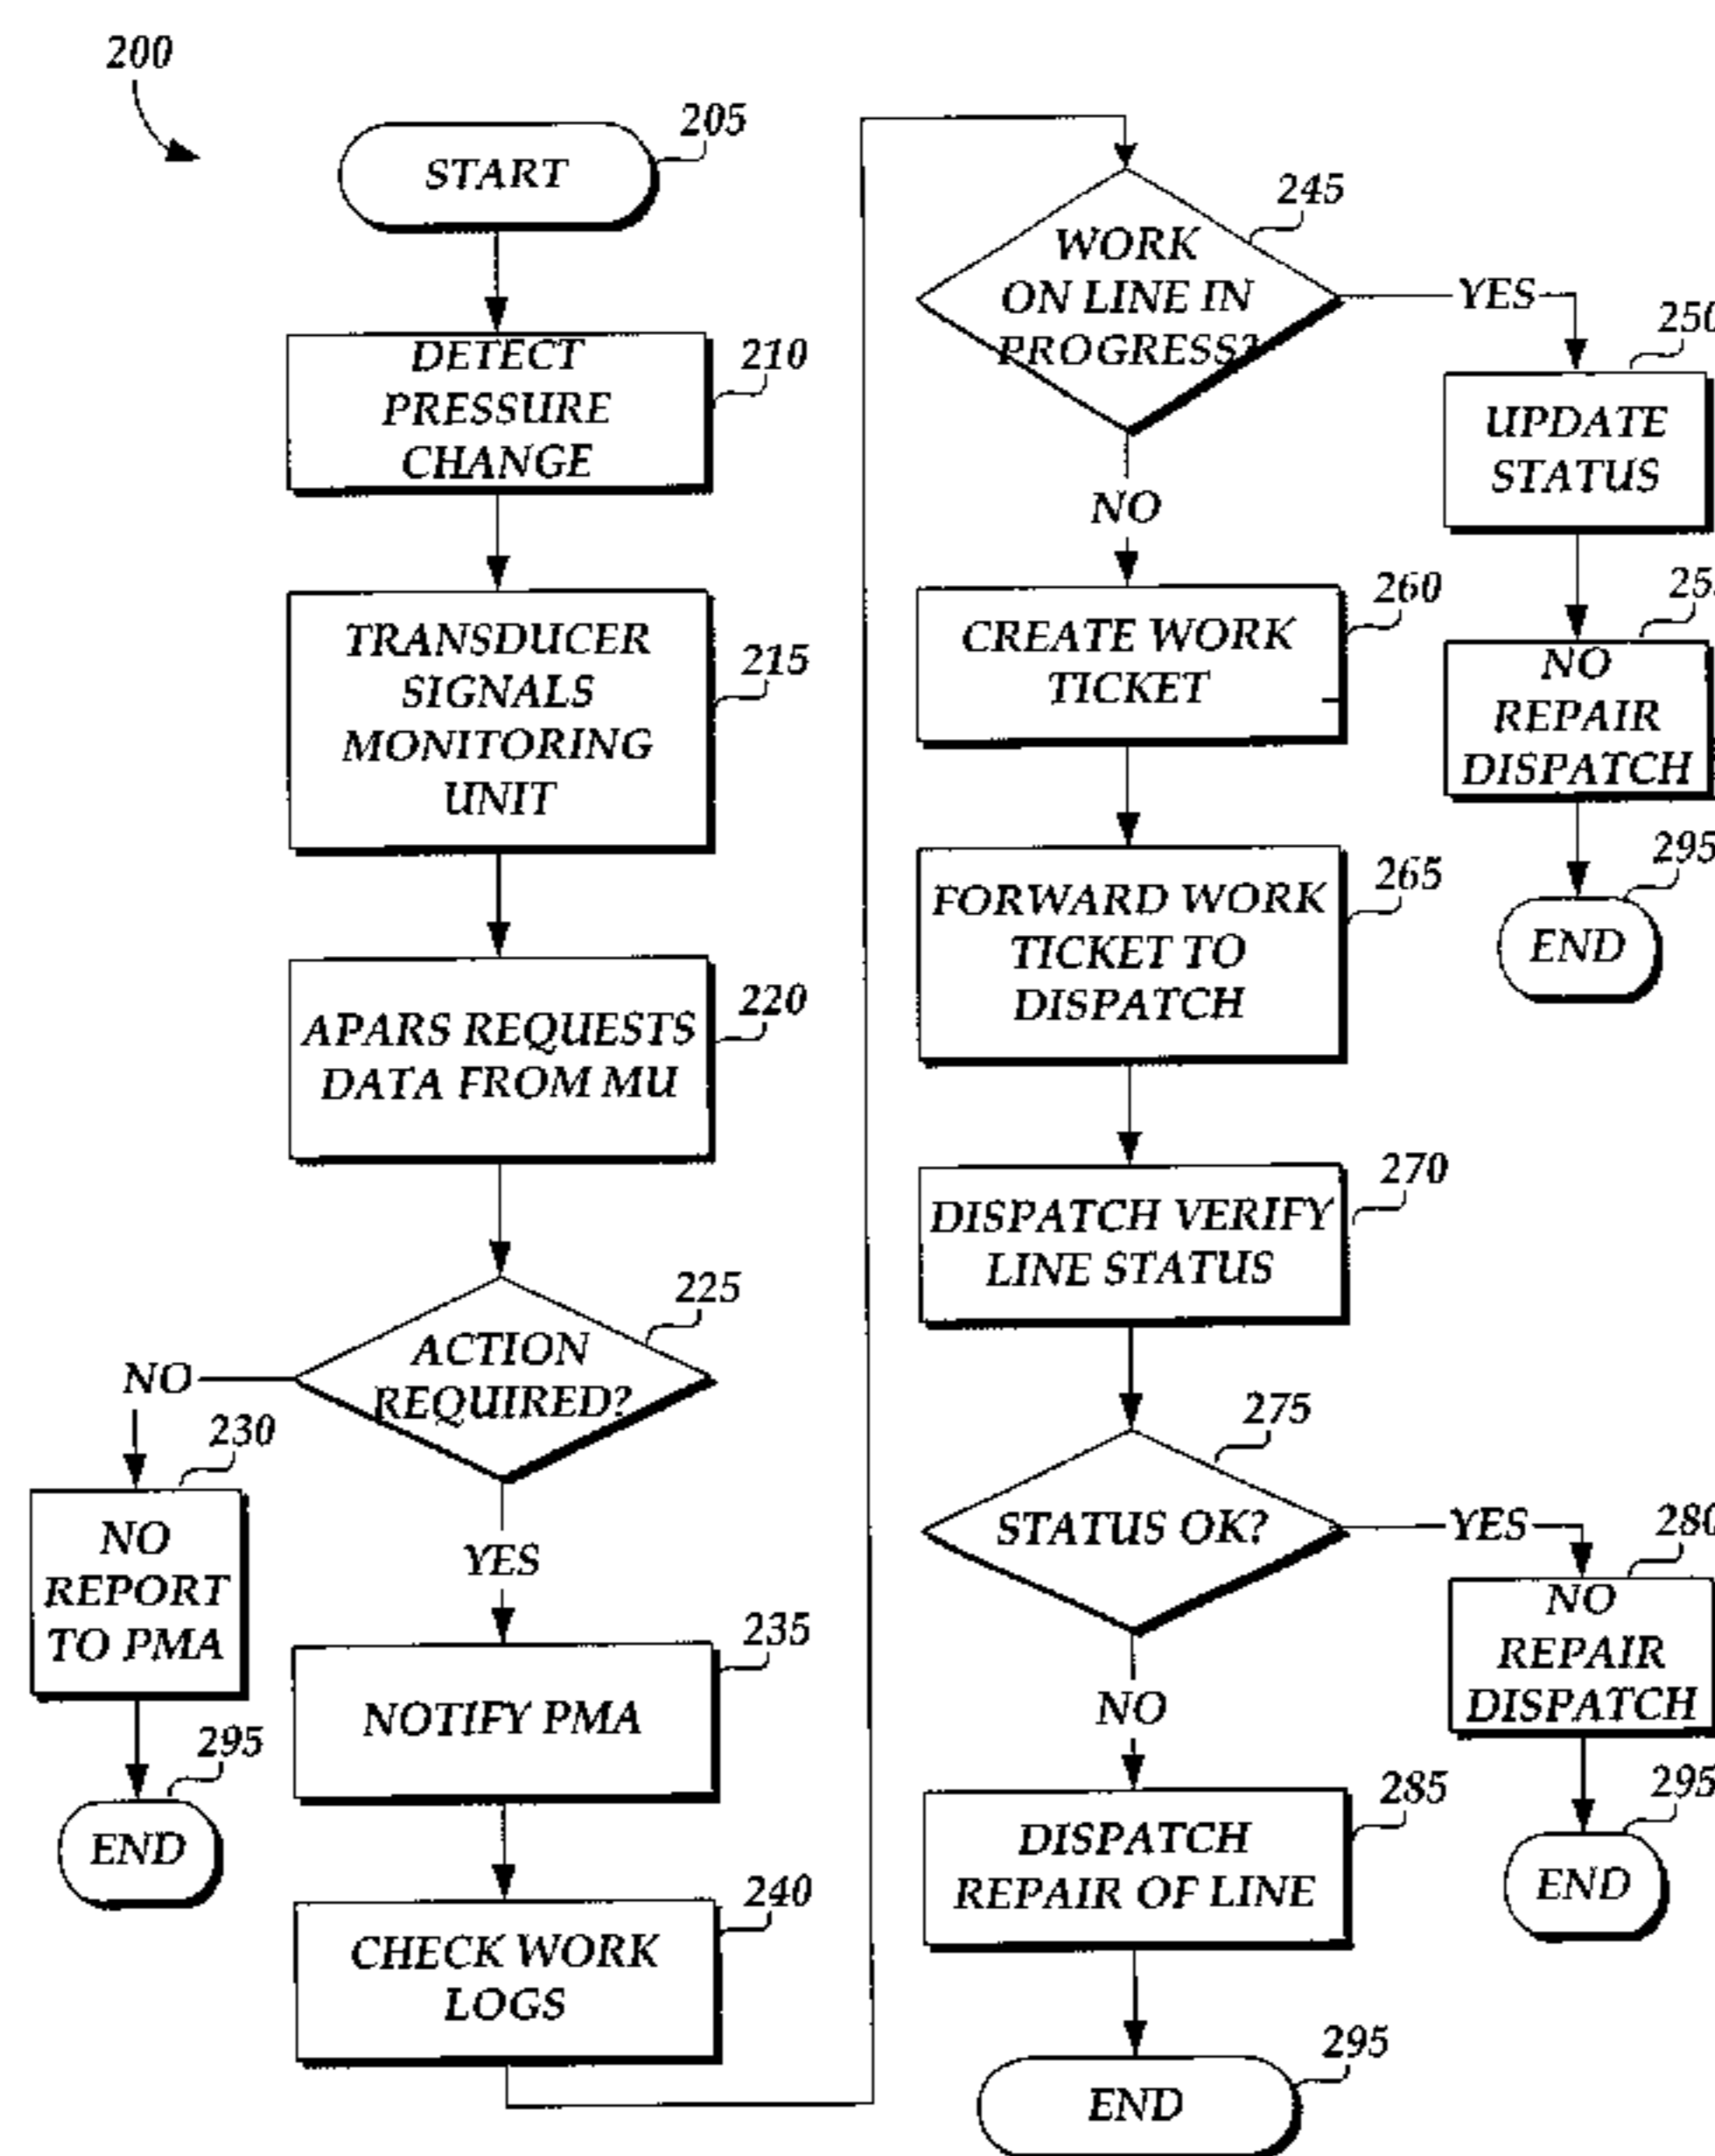 200
START
205
DETECT
PRESSURE
CHANGE
210
TRANSDUCER
SIGNALS
MONITORING
UNIT
215
APARS REQUESTS
DATA FROM MU
220
ACTION
REQUIRED?
225
NO
230
NO
REPORT
TO PMA
295
END
YES
235
NOTIFY PMA
240
CHECK WORK
LOGS
245
WORK
ON LINE IN
PROGRESS?
YES
250
UPDATE
STATUS
25
NO
REPAIR
DISPATCH
295
END
NO
260
CREATE WORK
TICKET
265
FORWARD WORK
TICKET TO
DISPATCH
270
DISPATCH VERIFY
LINE STATUS
275
STATUS OK?
YES
280
NO
REPAIR
DISPATCH
295
END
NO
285
DISPATCH
REPAIR OF LINE
295
END